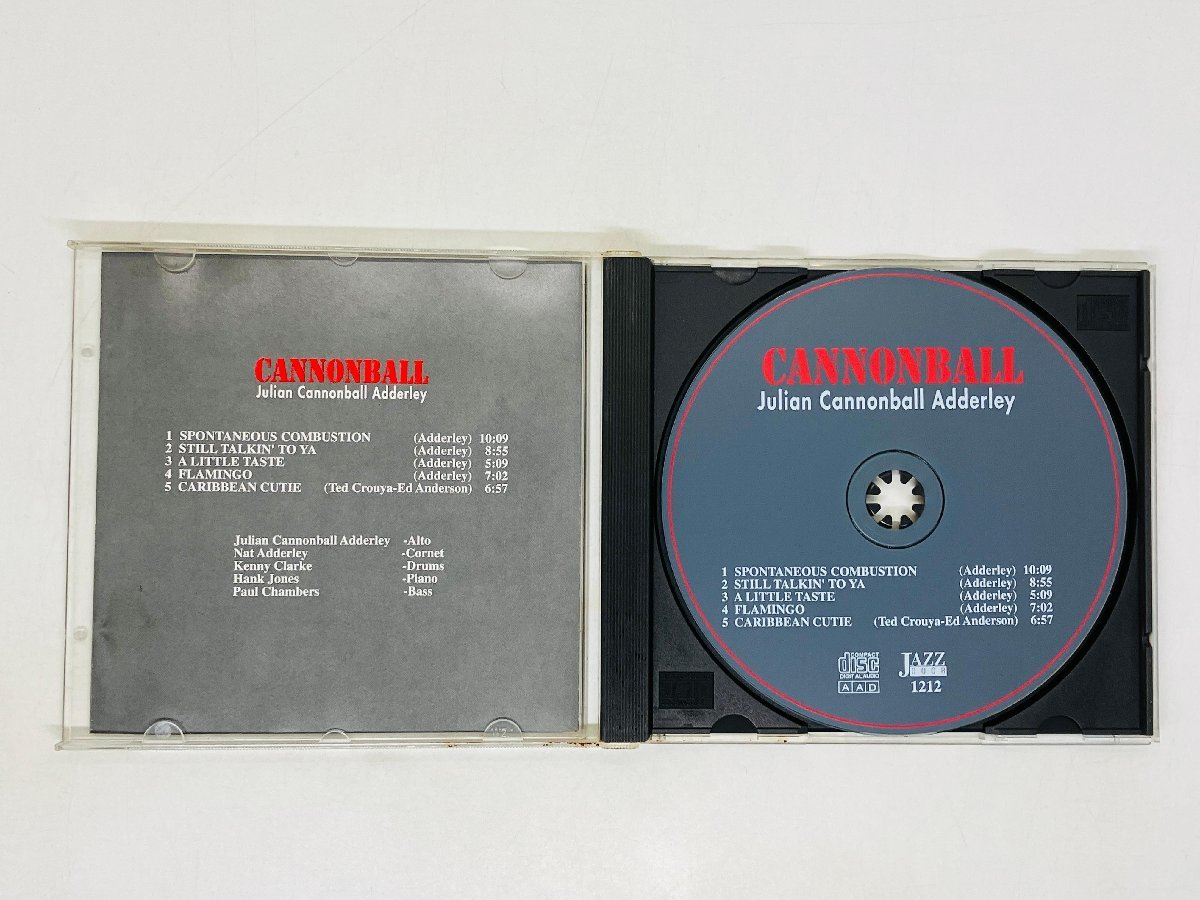 CANNONBALL
Julian Cannonball Adderley
1 SPONTANEOUS COMBUSTION (Adderley) 10:09
2 STILL TALKIN' TO YA (Adderley) 8:55
3 A LITTLE TASTE (Adderley) 5:09
4 FLAMINGO (Adderley) 7:02
5 CARIBBEAN CUTIE (Ted Crouya-Ed Anderson) 6:57
Julian Cannonball Adderley -Alto
Nat Adderley -Cornet
Kenny Clarke -Drums
Hank Jones -Piano
Paul Chambers -Bass
CANNONBALL
Julian Cannonball Adderley
1 SPONTANEOUS COMBUSTION (Adderley) 10:09
2 STILL TALKIN' TO YA (Adderley) 8:55
3 A LITTLE TASTE (Adderley) 5:09
4 FLAMINGO (Adderley) 7:02
5 CARIBBEAN CUTIE (Ted Crouya-Ed Anderson) 6:57
COMPACT
disc
DIGITAL AUDIO
AAD
JAZZ
1212